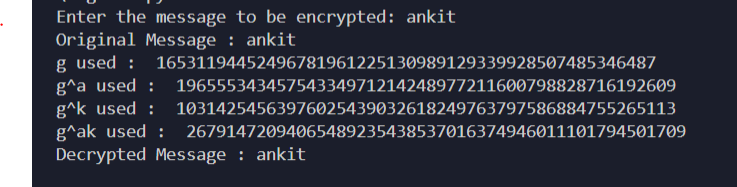 Enter the message to be encrypted: ankit
Original Message : ankit
g used :  16531194452496781961225130989129339928507485346487
g^a used :  19655534345754334971214248977211600798828716192609
g^k used :  10314254563976025439032618249763797586884755265113
g^ak used :  26791472094065489235438537016374946011101794501709
Decrypted Message : ankit